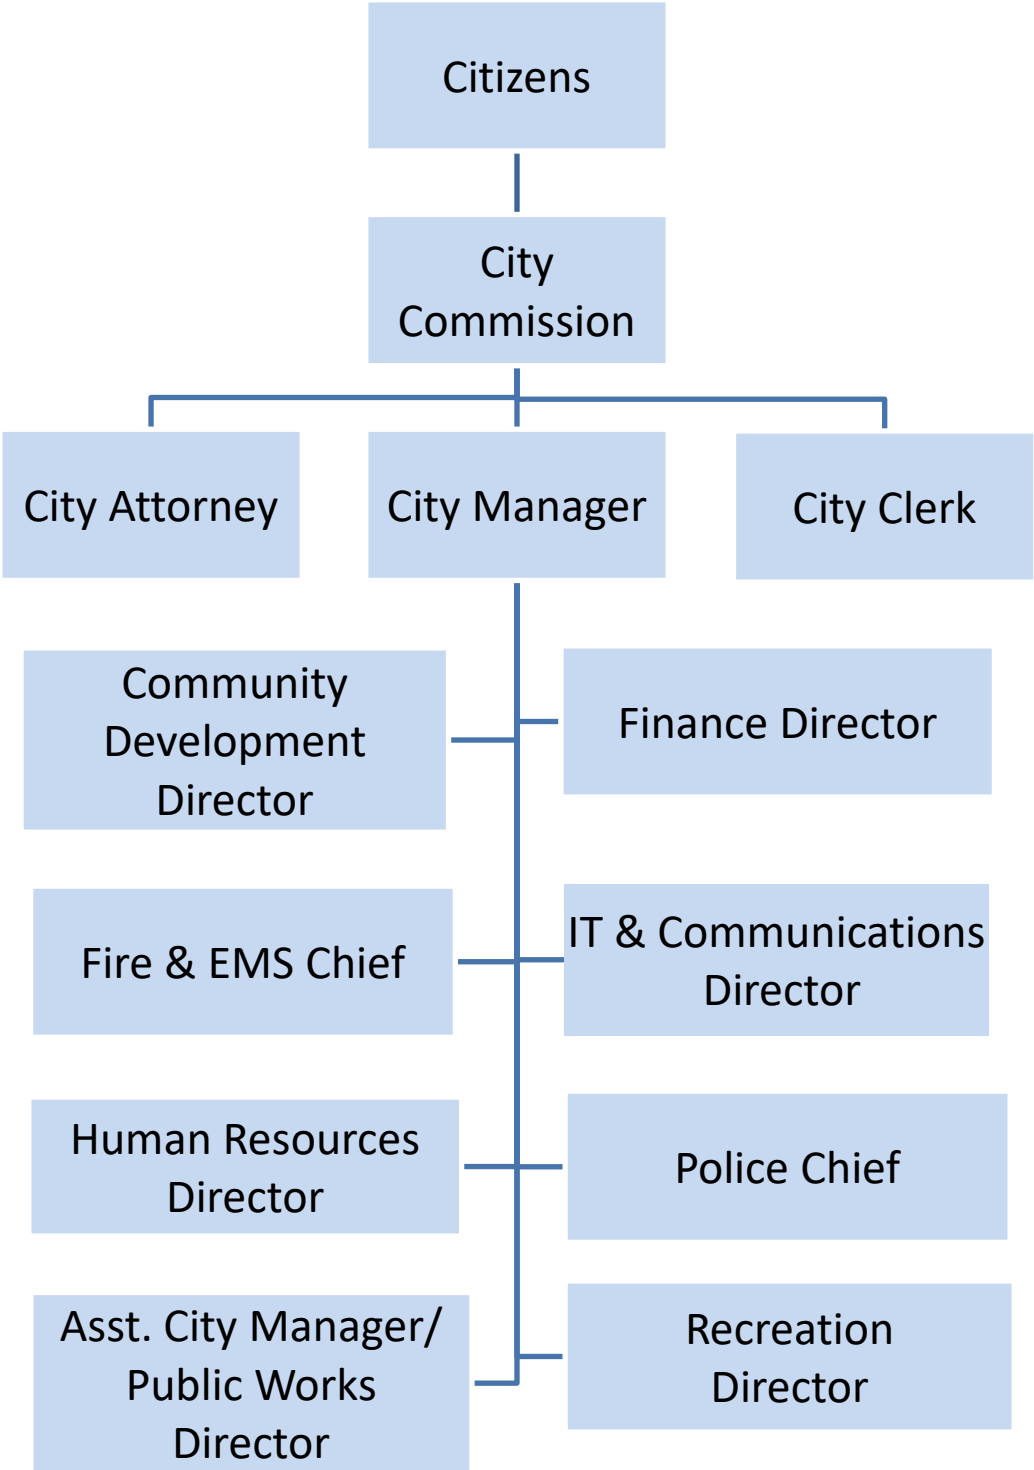 Citizens
City
Commission
City Attorney
City Manager
City Clerk
Community
Development
Director
Finance Director
Fire & EMS Chief
IT & Communications
Director
Human Resources
Director
Police Chief
Asst. City Manager/
Public Works
Director
Recreation
Director